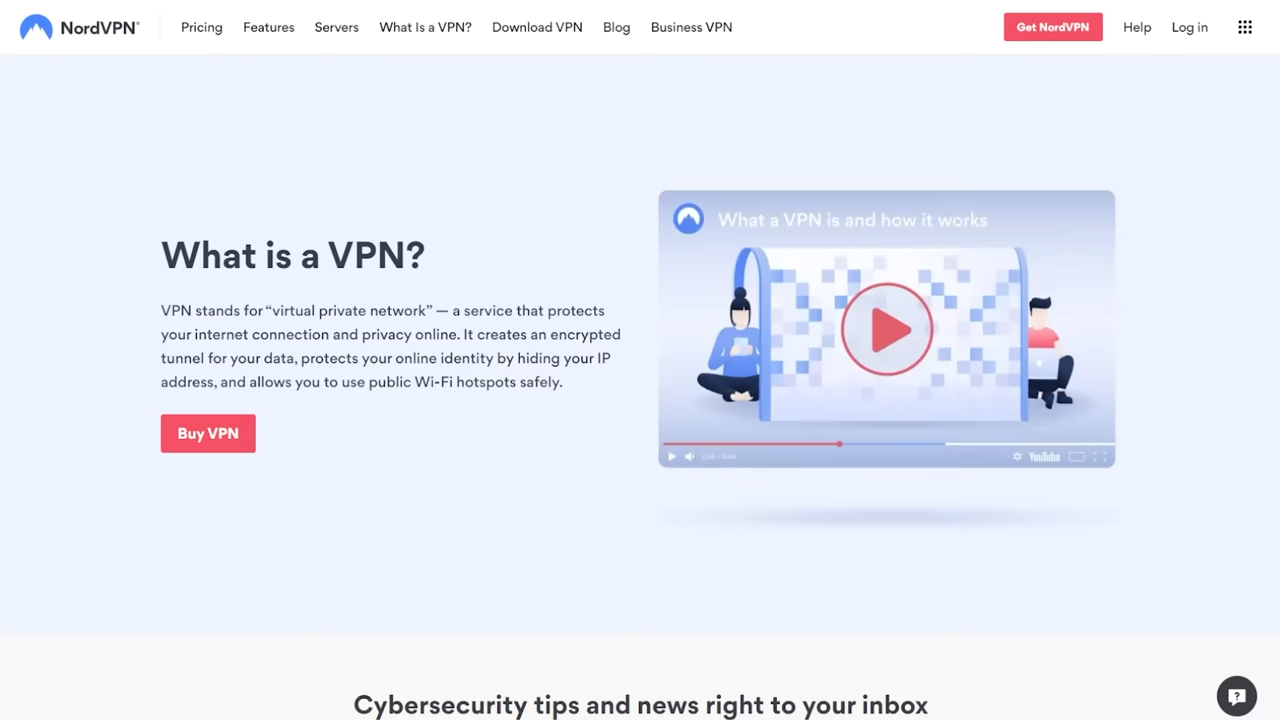 NordVPN®
Pricing
Features
Servers
What Is a VPN?
Download VPN
Blog
Business VPN
Get NordVPN
Help
Log in
What is a VPN?
VPN stands for “virtual private network” — a service that protects
your internet connection and privacy online. It creates an encrypted
tunnel for your data, protects your online identity by hiding your IP
address, and allows you to use public Wi-Fi hotspots safely.
Buy VPN
What a VPN is and how it works
YouTube
Cybersecurity tips and news right to your inbox
?